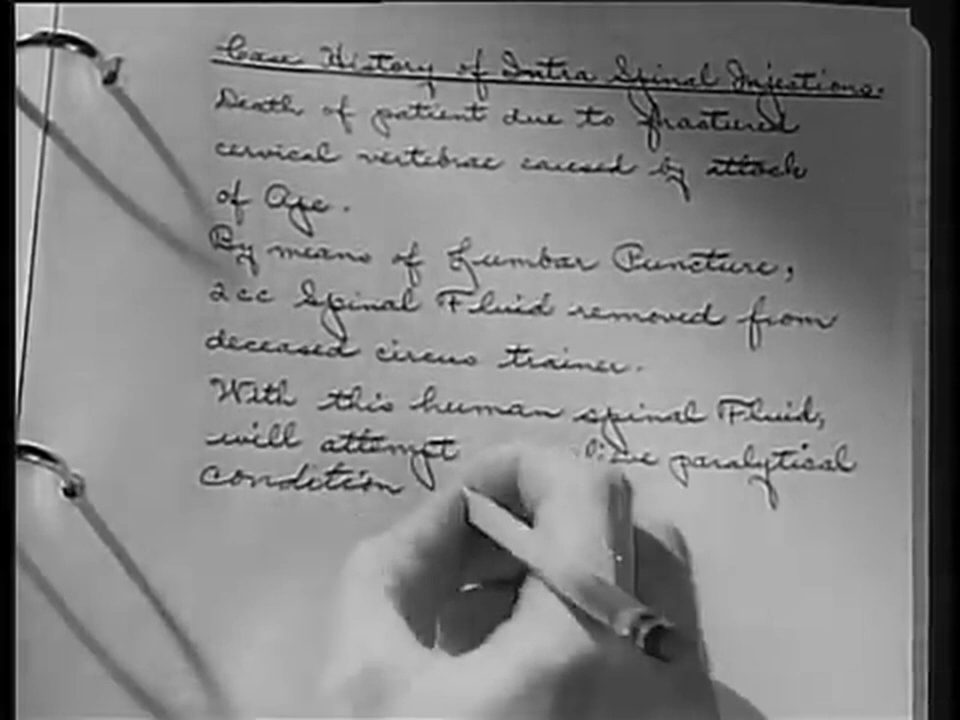 Case History of Intra Spinal Injections.
Death of patient due to fractured
cervical vertebrae caused by attack
of Ape.
By means of Lumbar Puncture,
2cc Spinal Fluid removed from
deceased circus trainer.
With this human spinal Fluid,
will attempt paralytical
condition